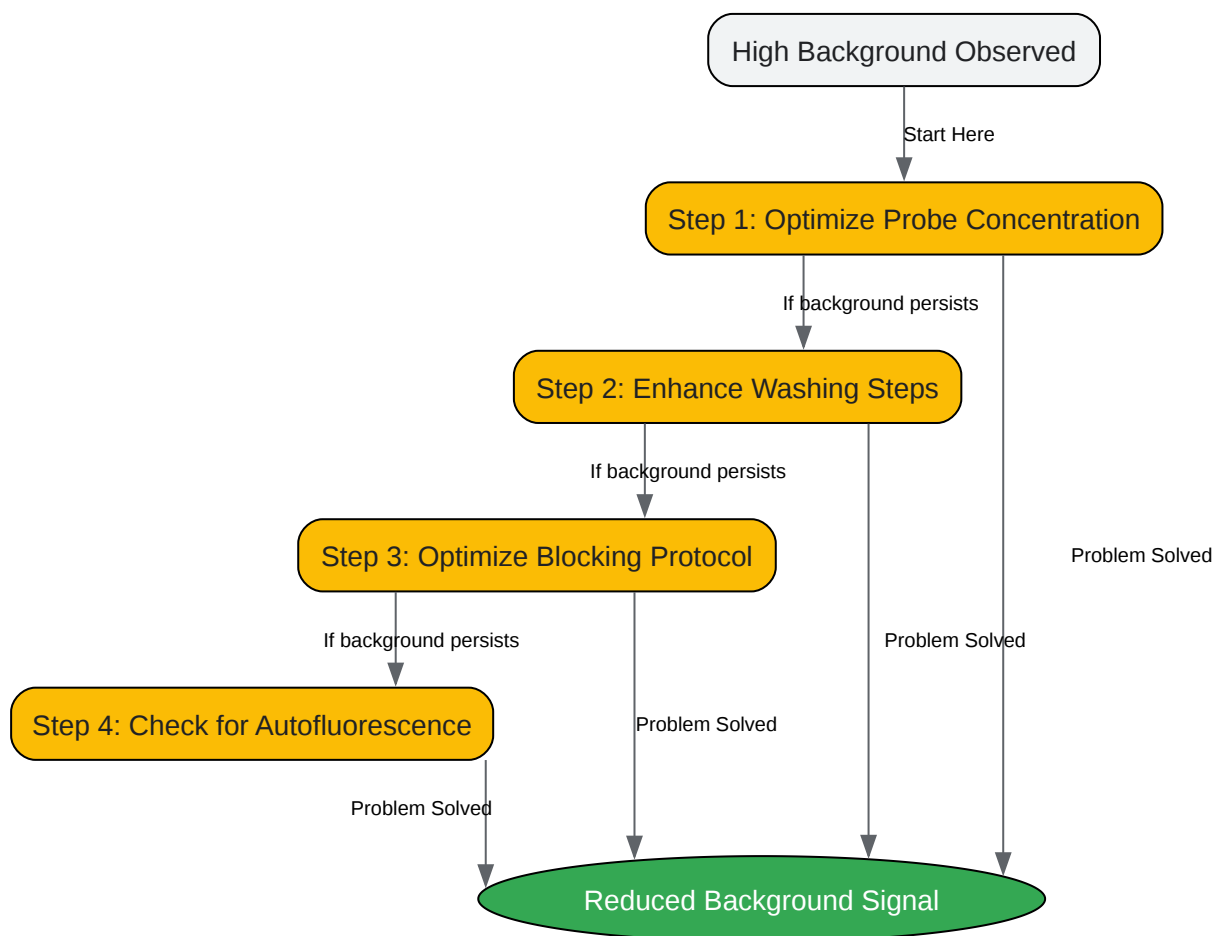 High Background Observed
Start Here
Step 1: Optimize Probe Concentration
If background persists
Step 2: Enhance Washing Steps
If background persists
Step 3: Optimize Blocking Protocol
Problem Solved
If background persists
Problem Solved
Step 4: Check for Autofluorescence
Problem Solved
Problem Solved
Reduced Background Signal